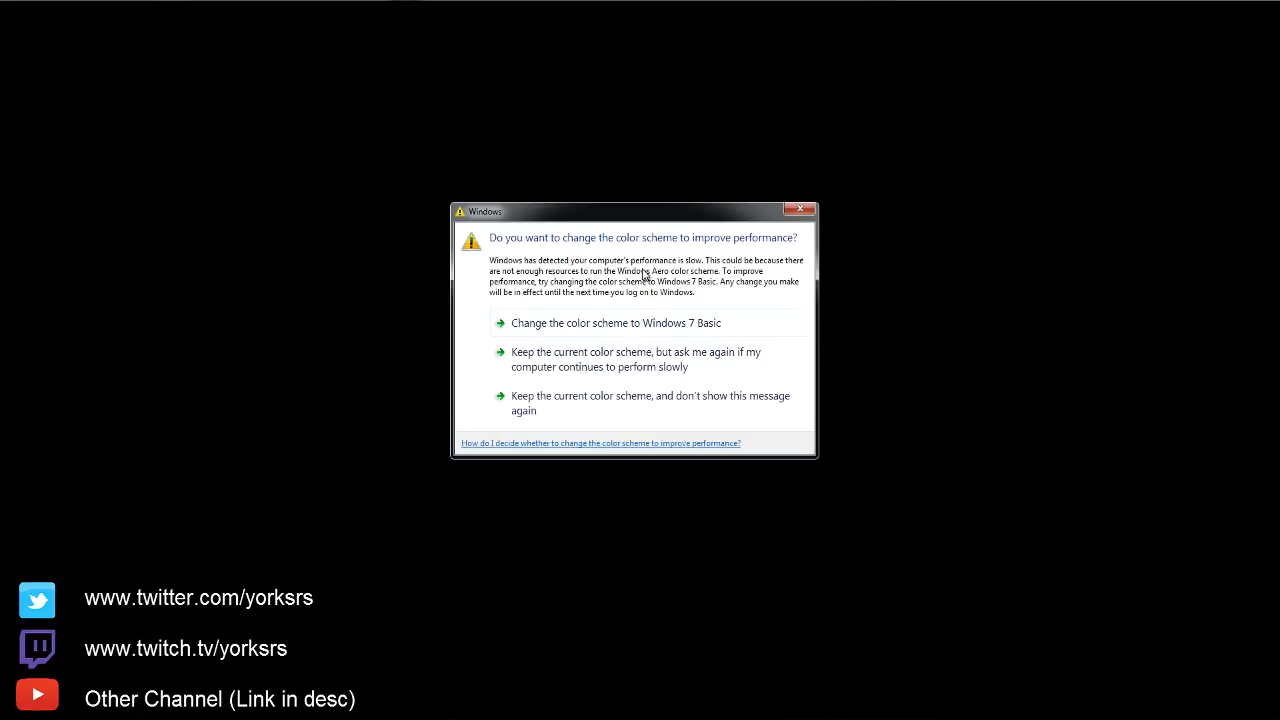 Windows
Do you want to change the color scheme to improve performance?
Windows has detected your computer's performance is slow. This could be because there
are not enough resources to run the Windows Aero color scheme. To improve
performance, try changing the color scheme to Windows 7 Basic. Any change you make
will be in effect until the next time you log on to Windows.
Change the color scheme to Windows 7 Basic
Keep the current color scheme, but ask me again if my
computer continues to perform slowly
Keep the current color scheme, and don't show this message
again
How do I decide whether to change the color scheme to improve performance?
www.twitter.com/yorksrs
www.twitch.tv/yorksrs
Other Channel (Link in desc)